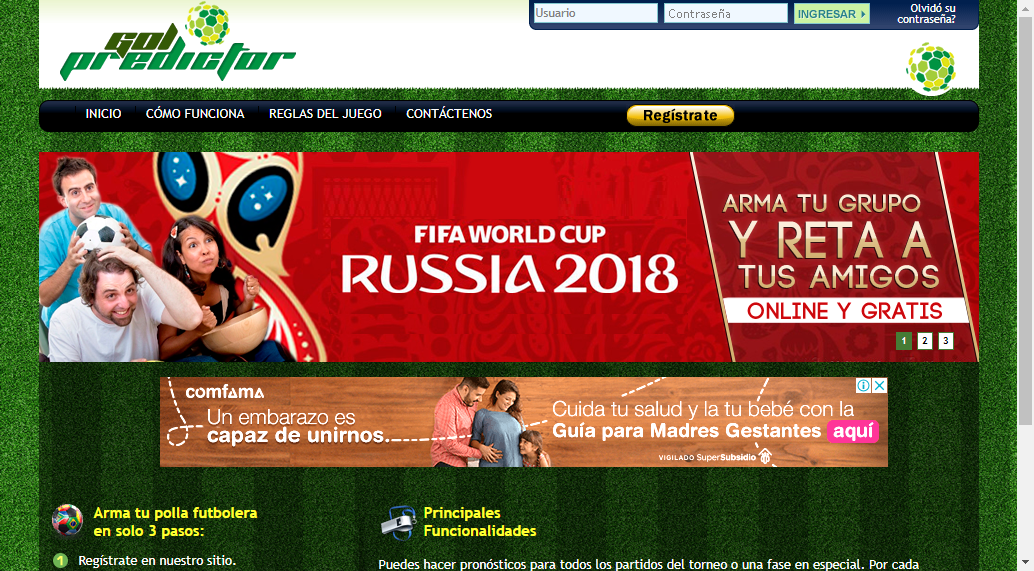 Gol
predictor
Usuario
Contraseña
INGRESAR
Olvidó su
contraseña?
INICIO
CÓMO FUNCIONA
REGLAS DEL JUEGO
CONTÁCTENOS
Regístrate
FIFA WORLD CUP
RUSSIA 2018
ARMA TU GRUPO
Y RETA A
TUS AMIGOS
ONLINE Y GRATIS
1 2 3
comfama
Un embarazo es
capaz de unirnos.
Cuida tu salud y la tu bebé con la
Guía para Madres Gestantes aquí
VIGILADO SuperSubsidio
Arma tu polla futbolera
en solo 3 pasos:
1 Regístrate en nuestro sitio.
Principales
Funcionalidades
Puedes hacer pronósticos para todos los partidos del torneo o una fase en especial. Por cada